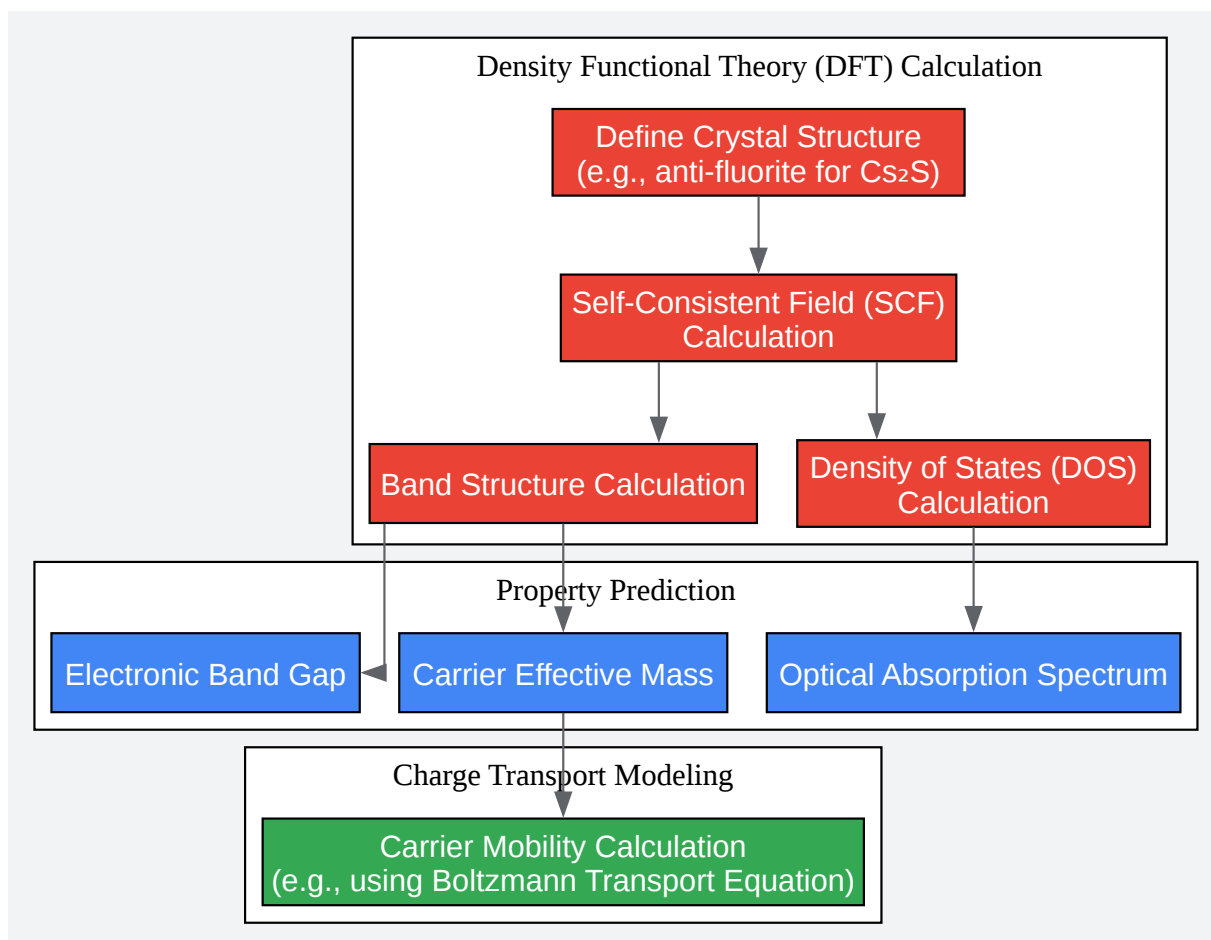 Density Functional Theory (DFT) Calculation
Define Crystal Structure
(e.g., anti-fluorite for Cs₂S)
Self-Consistent Field (SCF)
Calculation
Band Structure Calculation
Density of States (DOS)
Calculation
Property Prediction
Electronic Band Gap
Carrier Effective Mass
Optical Absorption Spectrum
Charge Transport Modeling
Carrier Mobility Calculation
(e.g., using Boltzmann Transport Equation)